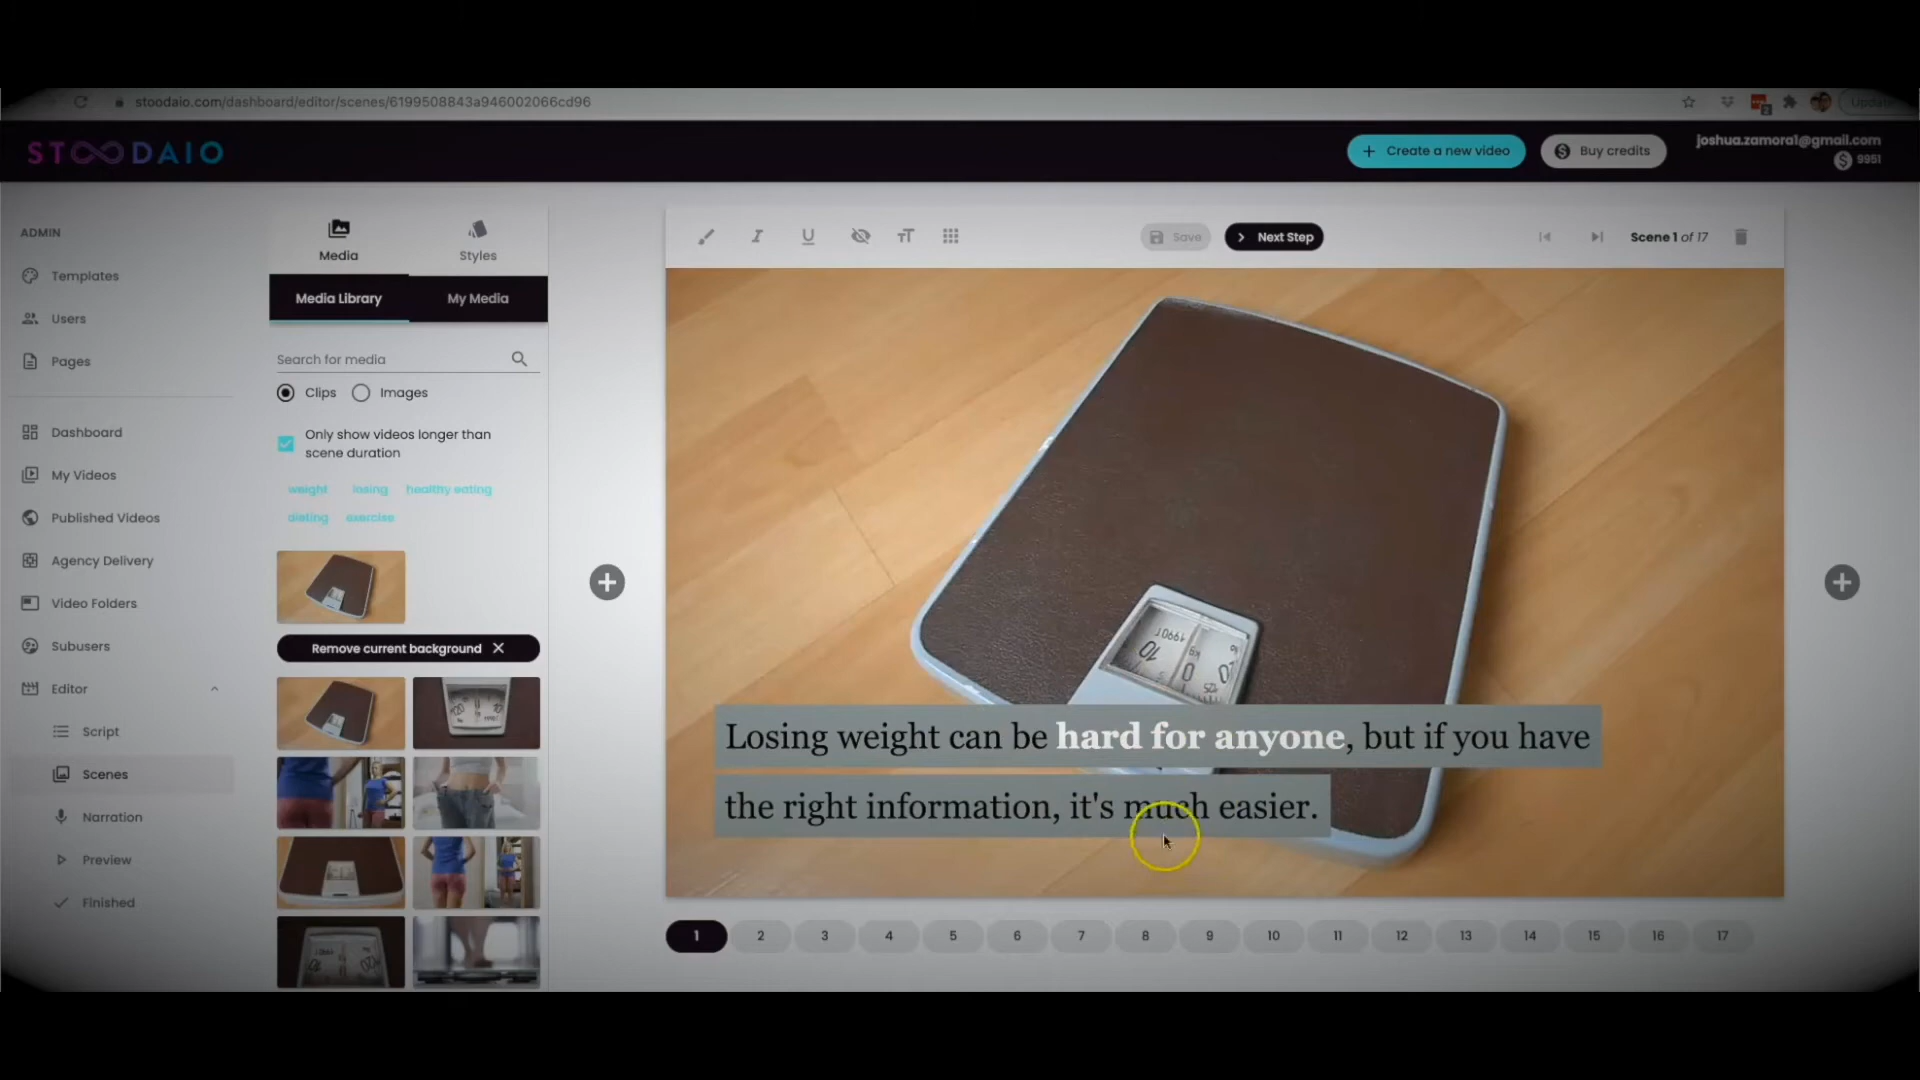 stoodaio.com/dashboard/editor/scenes/6199508843a946002066cd96
STOODAIO
+ Create a new video
Buy credits
joshua.zamora1@gmail.com
9951
ADMIN
Templates
Users
Pages
Dashboard
My Videos
Published Videos
Agency Delivery
Video Folders
Subusers
Editor
Script
Scenes
Narration
Preview
Finished
Media
Styles
Media Library
My Media
Search for media
Clips
Images
Only show videos longer than
scene duration
weight losing healthy eating
dieting exercise
Remove current background
Save
Next Step
Scene 1 of 17
Losing weight can be hard for anyone, but if you have
the right information, it's much easier.
1 2 3 4 5 6 7 8 9 10 11 12 13 14 15 16 17